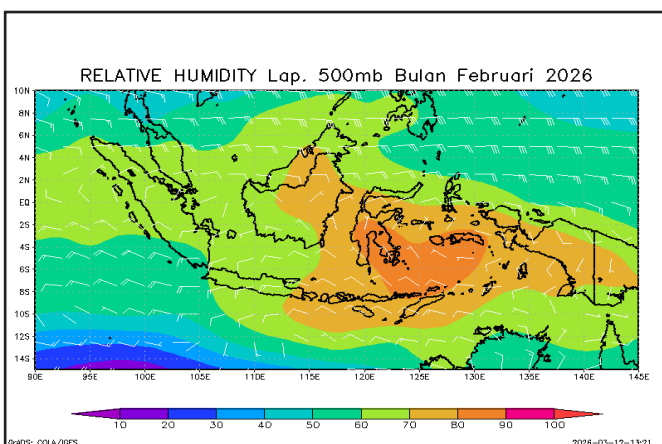 RELATIVE HUMIDITY Lap. 500mb Bulan Februari 2026
10N
8N
6N
4N
2N
EQ
2S
4S
6S
8S
10S
12S
14S
90E 95E 100E 105E 110E 115E 120E 125E 130E 135E 140E 145E
10 20 30 40 50 60 70 80 90 100
GrADS: COLA/IGES 2026-03-12-13:21